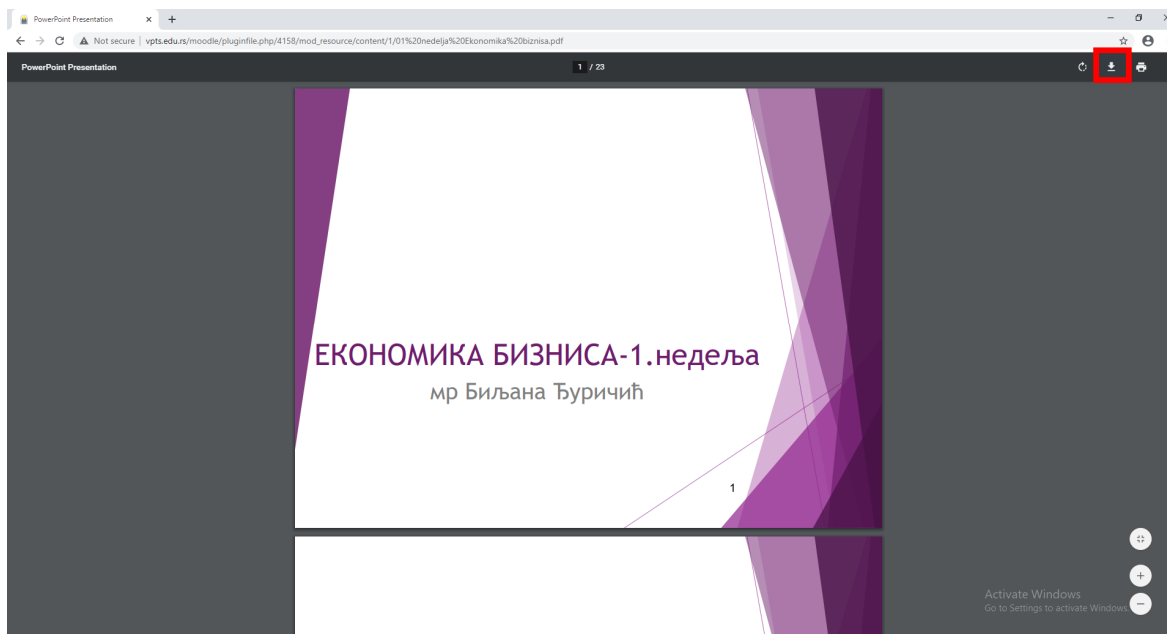 PowerPoint Presentation
Not secure | vpts.edu.rs/moodle/pluginfile.php/4158/mod_resource/content/1/01%20nedelja%20Ekonomika%20biznisa.pdf
PowerPoint Presentation
1 / 23
ЕКОНОМИКА БИЗНИСА-1.недеља
мр Биљана Ђуричић
1
Activate Windows
Go to Settings to activate Windows.